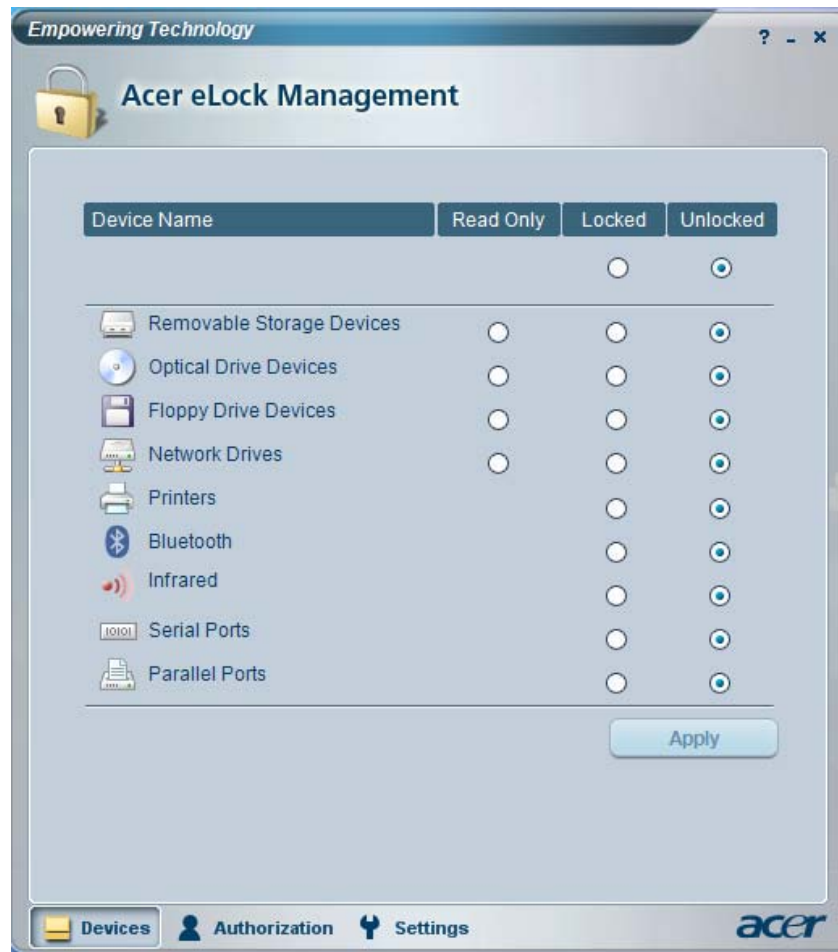 Empowering Technology
? - ×
Acer eLock Management
Device Name Read Only Locked Unlocked
Removable Storage Devices
Optical Drive Devices
Floppy Drive Devices
Network Drives
Printers
Bluetooth
Infrared
10101 Serial Ports
Parallel Ports
Apply
Devices Authorization Settings acer